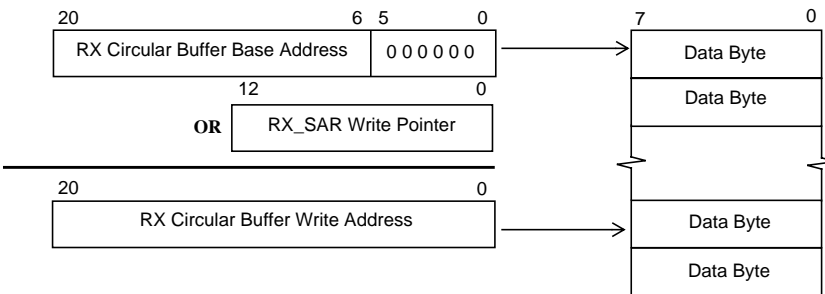 20 6 5 0 7 0
RX Circular Buffer Base Address 0 0 0 0 0 0 Data Byte
12 0 Data Byte
OR RX_SAR Write Pointer
20 0
RX Circular Buffer Write Address Data Byte
Data Byte